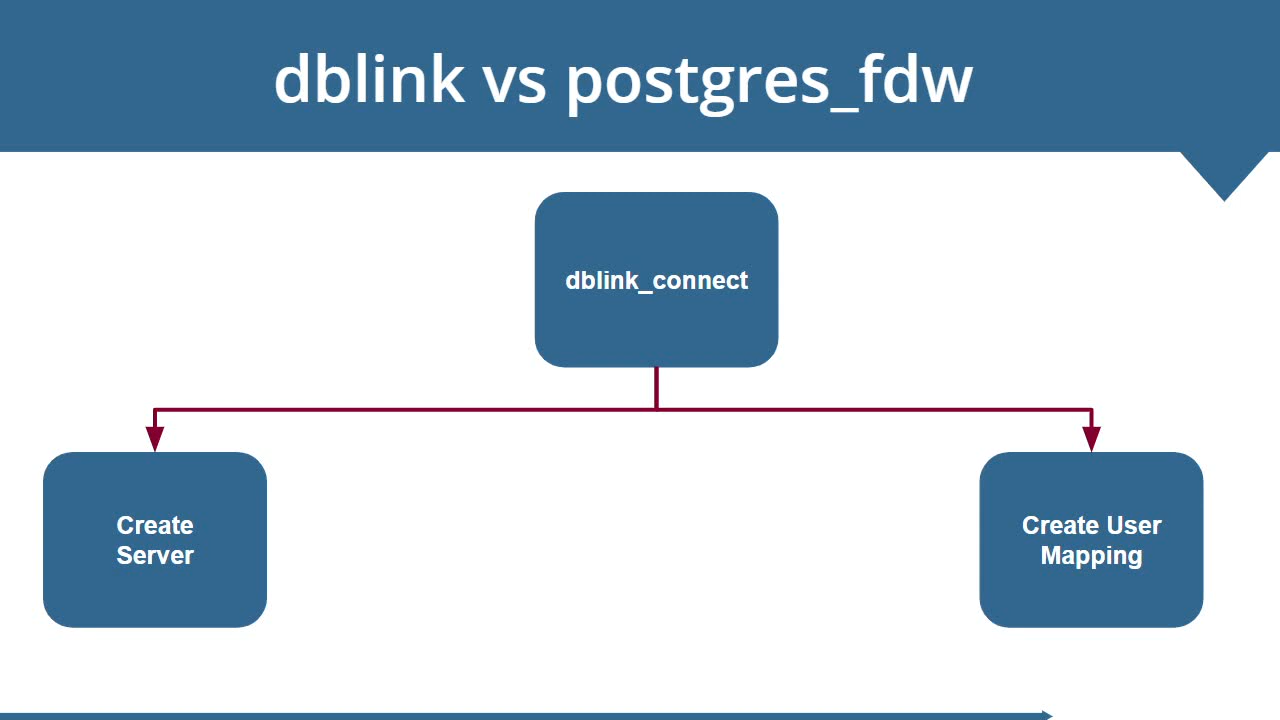 dblink vs postgres_fdw
dblink_connect
Create
Server
Create User
Mapping